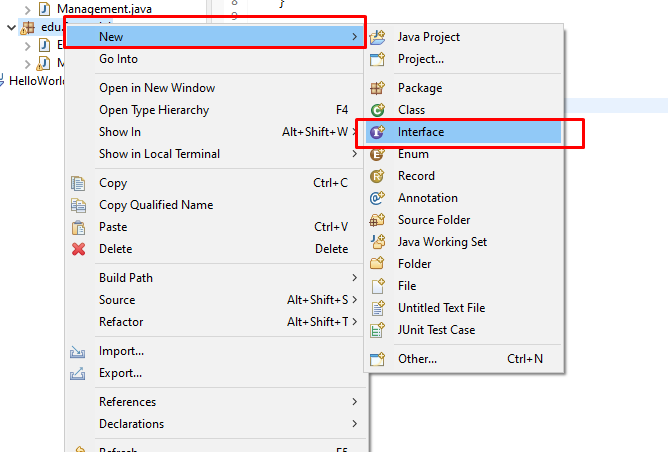 Management.java
8
}
9
edu.
E
M
HelloWorl
New
Go Into
Open in New Window
Open Type Hierarchy F4
Show In Alt+Shift+W
Show in Local Terminal
Copy Ctrl+C
Copy Qualified Name
Paste Ctrl+V
Delete Delete
Build Path
Source Alt+Shift+S
Refactor Alt+Shift+T
Import...
Export...
References
Declarations
Refresh F5
Java Project
Project...
Package
Class
Interface
Enum
Record
Annotation
Source Folder
Java Working Set
Folder
File
Untitled Text File
JUnit Test Case
Other... Ctrl+N